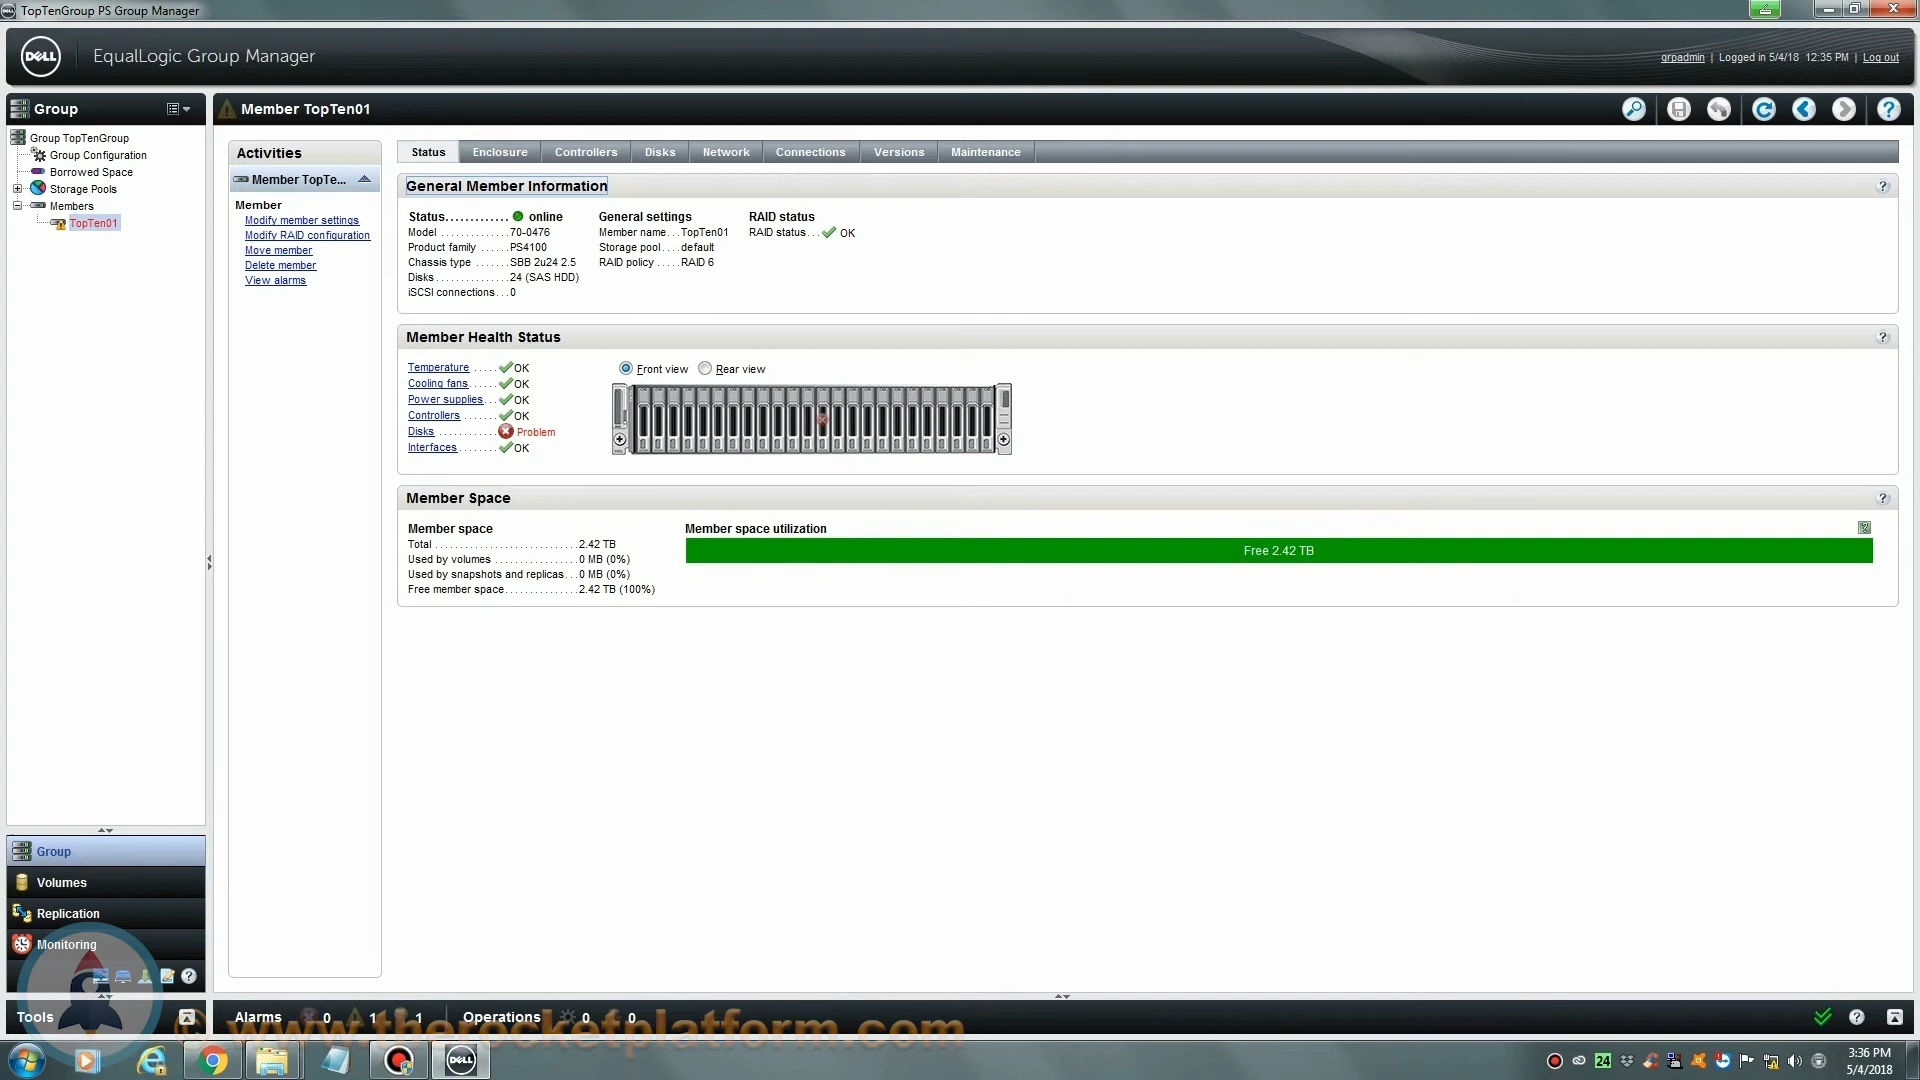 TopTenGroup PS Group Manager
DELL EqualLogic Group Manager
grpadmin | Logged in 5/4/18 12:35 PM | Log out
Group
Member TopTen01
Group TopTenGroup
Group Configuration
Borrowed Space
Storage Pools
Members
TopTen01
Activities
Member TopTe...
Member
Modify member settings
Modify RAID configuration
Move member
Delete member
View alarms
Status Enclosure Controllers Disks Network Connections Versions Maintenance
General Member Information
Status............ online
Model ............70-0476
Product family ......PS4100
Chassis type .......SBB 2u24 2.5
Disks...............24 (SAS HDD)
iSCSI connections...0
General settings
Member name...TopTen01
Storage pool....default
RAID policy .....RAID 6
RAID status
RAID status... OK
Member Health Status
Temperature ..... OK
Cooling fans...... OK
Power supplies... OK
Controllers ....... OK
Disks ............ Problem
Interfaces........ OK
Front view Rear view
Member Space
Member space
Total ............................2.42 TB
Used by volumes .................0 MB (0%)
Used by snapshots and replicas...0 MB (0%)
Free member space...............2.42 TB (100%)
Member space utilization
Free 2.42 TB
Group
Volumes
Replication
Monitoring
Tools
Alarms 0 1 1 Operations 0 0
www.therocketplatform.com
DELL
24
3:36 PM
5/4/2018